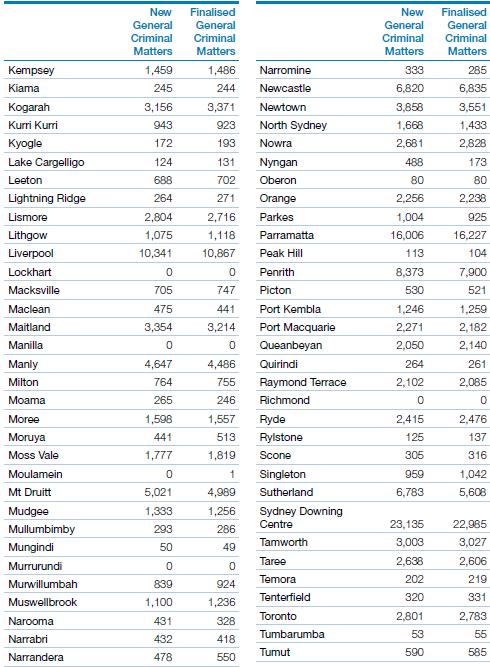 New General Criminal Matters Finalised General Criminal Matters
Kempsey 1,459 1,486
Kiama 245 244
Kogarah 3,156 3,371
Kurri Kurri 943 923
Kyogle 172 193
Lake Cargelligo 124 131
Leeton 688 702
Lightning Ridge 264 271
Lismore 2,804 2,716
Lithgow 1,075 1,118
Liverpool 10,341 10,867
Lockhart 0 0
Macksville 705 747
Maclean 475 441
Maitland 3,354 3,214
Manilla 0 0
Manly 4,647 4,486
Milton 764 755
Moama 265 246
Moree 1,598 1,557
Moruya 441 513
Moss Vale 1,777 1,819
Moulamein 0 1
Mt Druitt 5,021 4,989
Mudgee 1,333 1,256
Mullumbimby 293 286
Mungindi 50 49
Murrurundi 0 0
Murwillumbah 839 924
Muswellbrook 1,100 1,236
Narooma 431 328
Narrabri 432 418
Narrandera 478 550
New General Criminal Matters Finalised General Criminal Matters
Narromine 333 285
Newcastle 6,820 6,835
Newtown 3,858 3,551
North Sydney 1,668 1,433
Nowra 2,681 2,828
Nyngan 488 173
Oberon 80 80
Orange 2,256 2,238
Parkes 1,004 925
Parramatta 16,006 16,227
Peak Hill 113 104
Penrith 8,373 7,900
Picton 530 521
Port Kembla 1,246 1,259
Port Macquarie 2,271 2,182
Queanbeyan 2,050 2,140
Quirindi 264 261
Raymond Terrace 2,102 2,085
Richmond 0 0
Ryde 2,415 2,476
Rylstone 125 137
Scone 305 316
Singleton 959 1,042
Sutherland 6,783 5,608
Sydney Downing
Centre 23,135 22,985
Tamworth 3,003 3,027
Taree 2,638 2,606
Temora 202 219
Tenterfield 320 331
Toronto 2,801 2,783
Tumbarumba 53 55
Tumut 590 585